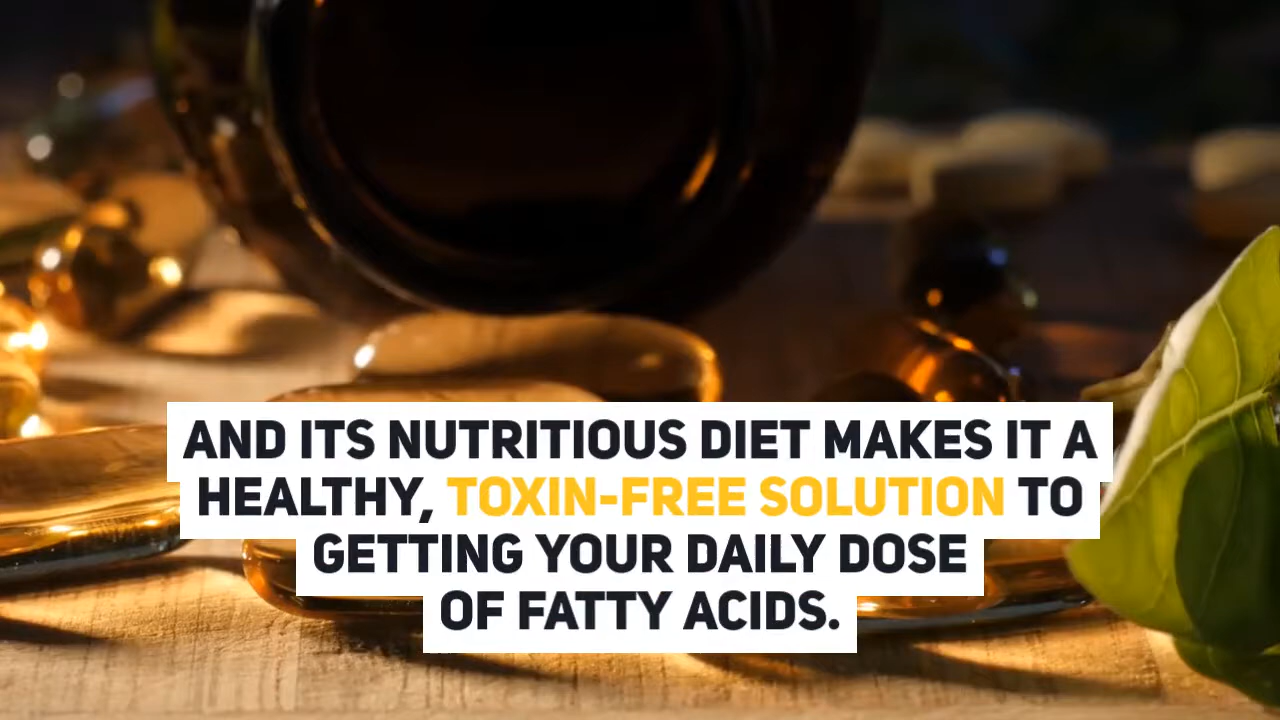 AND ITS NUTRITIOUS DIET MAKES IT A
HEALTHY, TOXIN-FREE SOLUTION TO
GETTING YOUR DAILY DOSE
OF FATTY ACIDS.